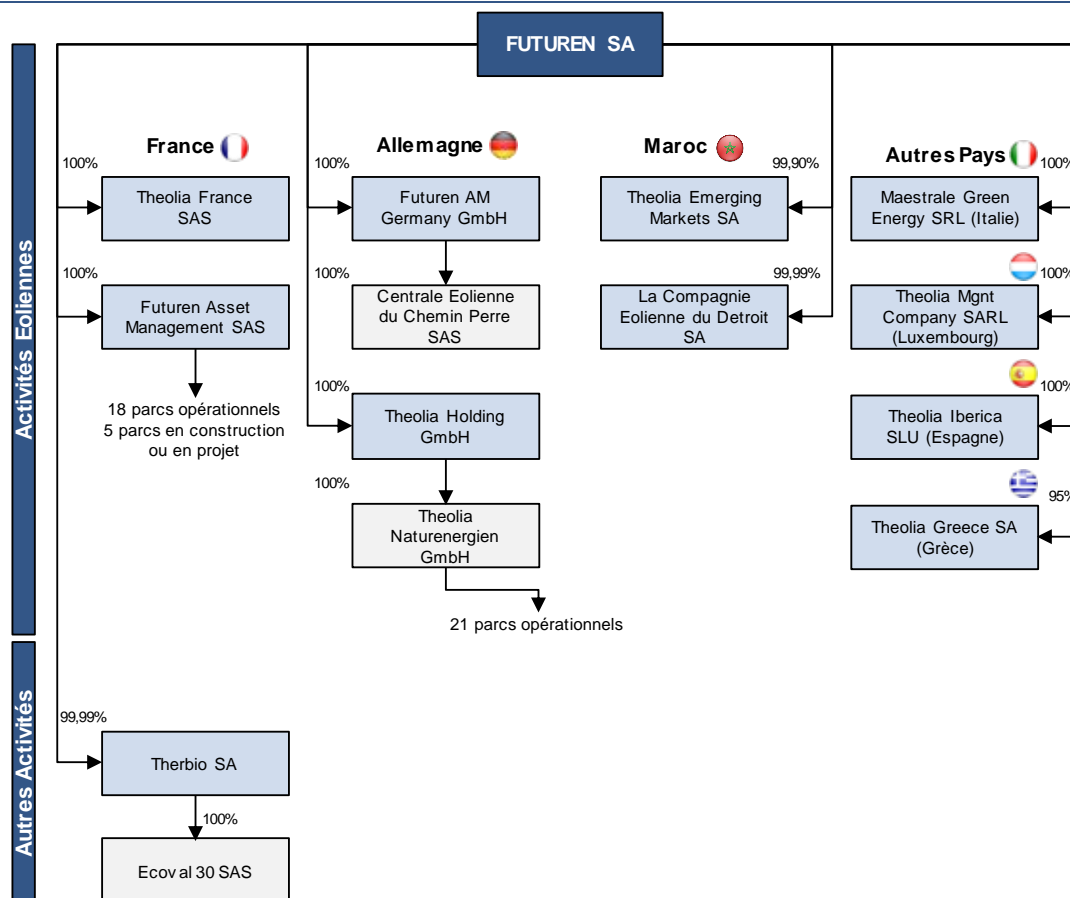 FUTUREN SA
Activités Eoliennes
France
100%
Theolia France
SAS
100%
Futuren Asset
Management SAS
18 parcs opérationnels
5 parcs en construction
ou en projet
Allemagne
100%
Futuren AM
Germany GmbH
100%
Centrale Eolienne
du Chemin Perre
SAS
100%
Theolia Holding
GmbH
100%
Theolia
Naturenergien
GmbH
21 parcs opérationnels
Maroc
99,90%
Theolia Emerging
Markets SA
99,99%
La Compagnie
Eolienne du Detroit
SA
Autres Pays
100%
Maestrale Green
Energy SRL (Italie)
100%
Theolia Mgnt
Company SARL
(Luxembourg)
100%
Theolia Iberica
SLU (Espagne)
95%
Theolia Greece SA
(Grèce)
Autres Activités
99,99%
Therbio SA
100%
Ecoval 30 SAS